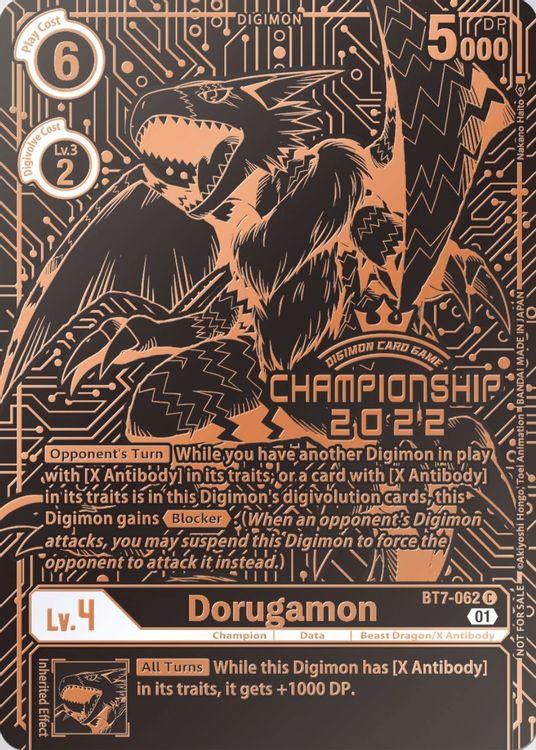 DIGIMON
Play Cost
6
DP
5000
Digivolve Cost
Lv.3
2
Nakano Haito
DIGIMON CARD GAME
CHAMPIONSHIP
2022
Opponent's Turn While you have another Digimon in play
with [X Antibody] in its traits, or a card with [X Antibody]
in its traits is in this Digimon's digivolution cards, this
Digimon gains Blocker. (When an opponent's Digimon
attacks, you may suspend this Digimon to force the
opponent to attack it instead.)
NOT FOR SALE ©Akiyoshi Hongo, Toei Animation BANDAI MADE IN JAPAN
BT7-062 C
Lv.4
Dorugamon
01
Champion Data Beast Dragon/X Antibody
Inherited Effect
All Turns While this Digimon has [X Antibody]
in its traits, it gets +1000 DP.